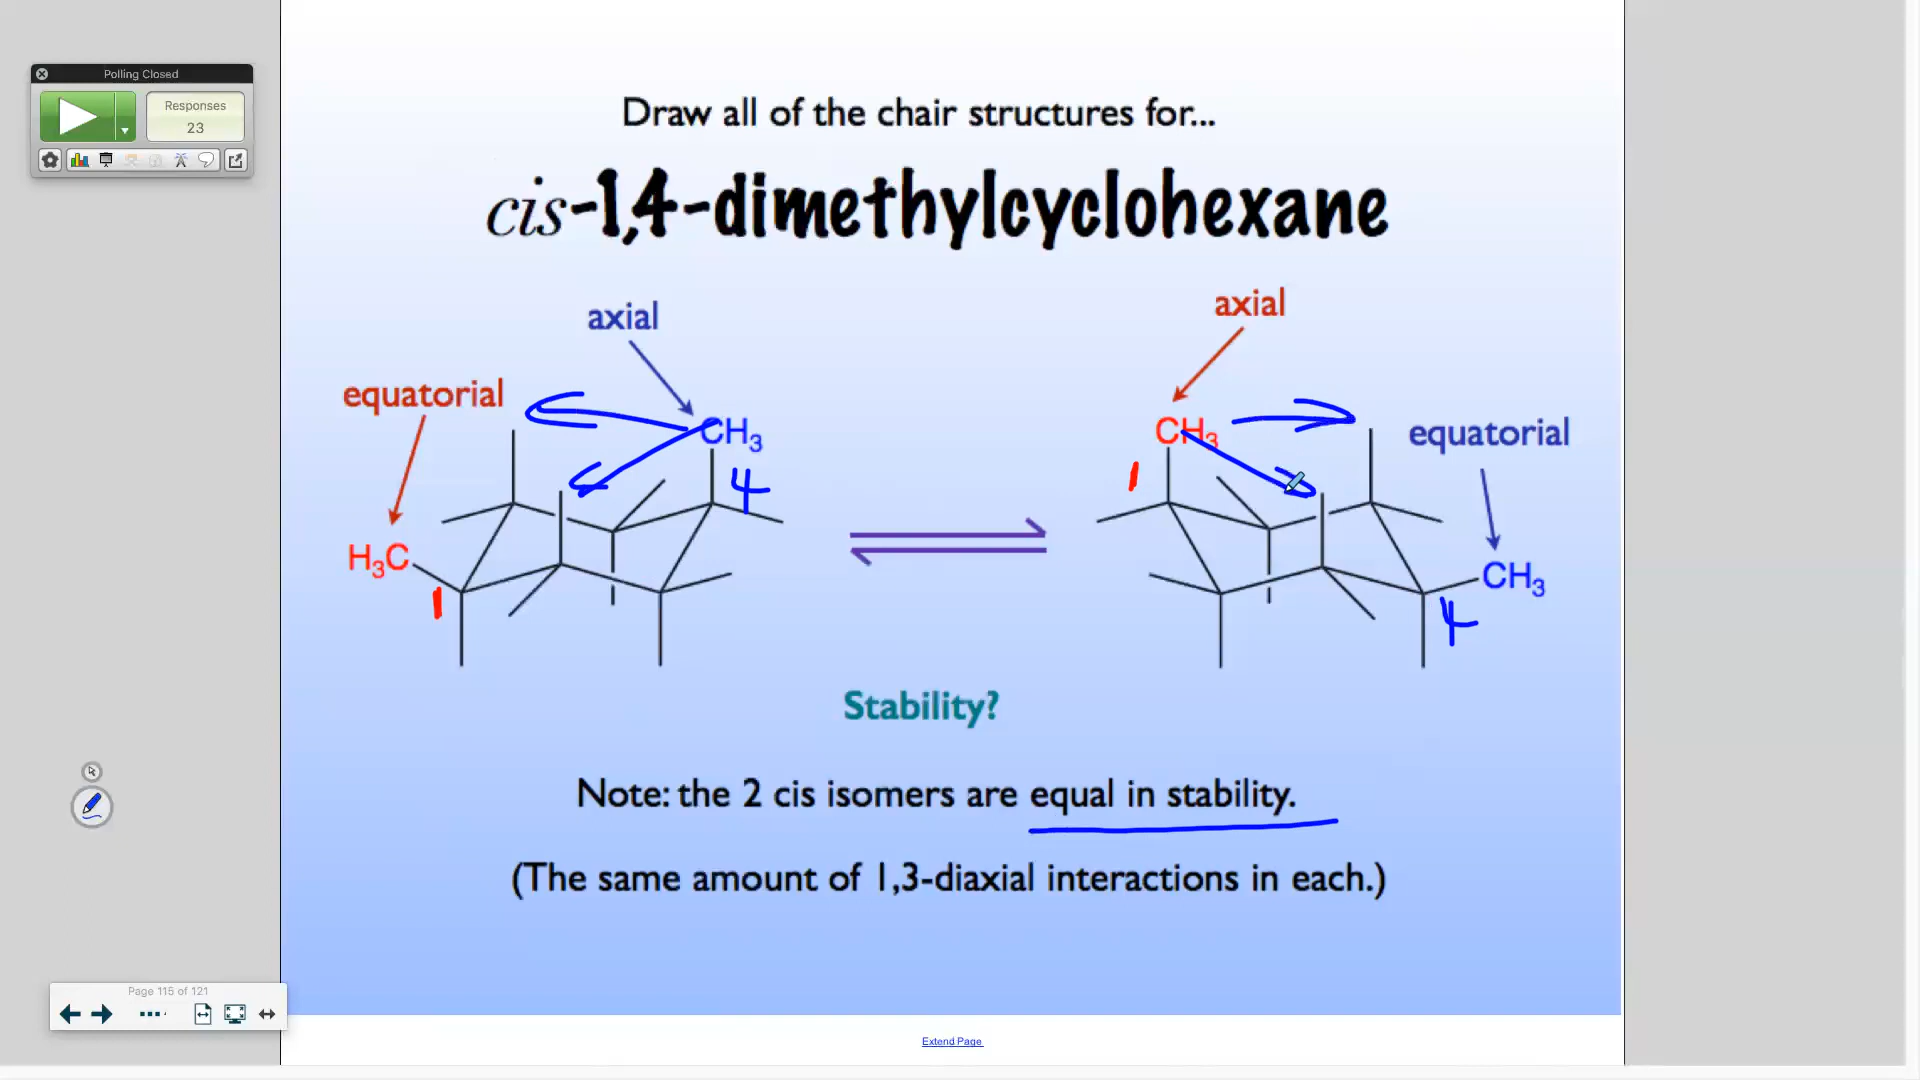 Polling Closed
Responses
23
Draw all of the chair structures for...
cis-1,4-dimethylcyclohexane
axial
axial
equatorial
CH3
CH3
equatorial
4
1
H3C
CH3
1
4
Stability?
Note: the 2 cis isomers are equal in stability.
(The same amount of 1,3-diaxial interactions in each.)
Page 115 of 121
Extend Page